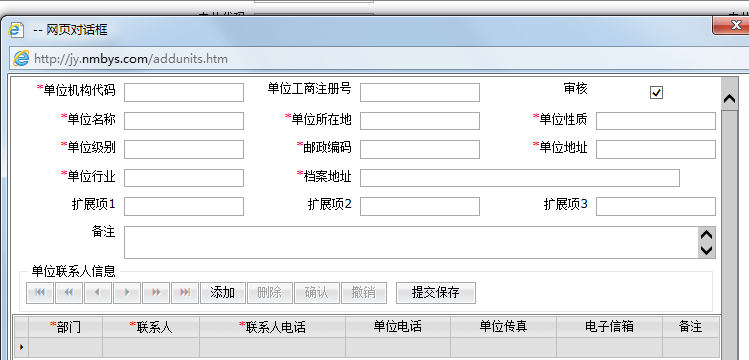 -- 网页对话框
http://jy.nmbys.com/addunits.htm
*单位机构代码 单位工商注册号 审核
*单位名称 *单位所在地 *单位性质
*单位级别 *邮政编码 *单位地址
*单位行业 *档案地址
扩展项1 扩展项2 扩展项3
备注
单位联系人信息
添加 删除 确认 撤销 提交保存
*部门 *联系人 *联系人电话 单位电话 单位传真 电子信箱 备注